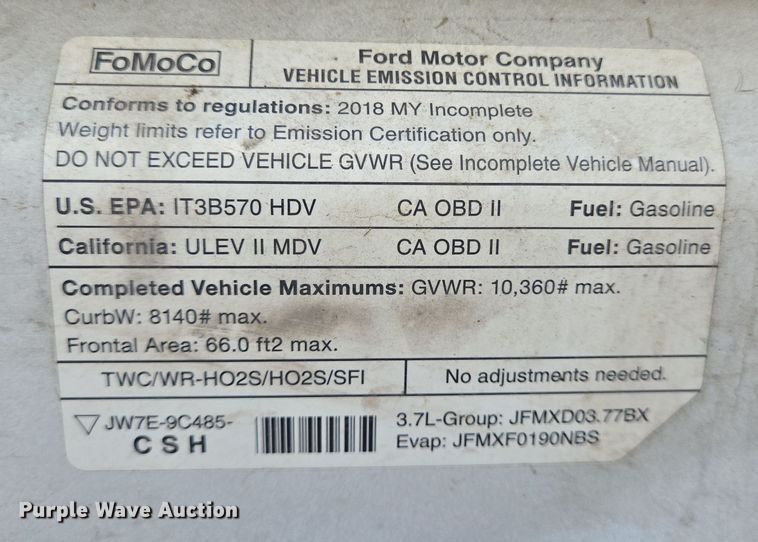 FoMoCo
Ford Motor Company
VEHICLE EMISSION CONTROL INFORMATION
Conforms to regulations: 2018 MY Incomplete
Weight limits refer to Emission Certification only.
DO NOT EXCEED VEHICLE GVWR (See Incomplete Vehicle Manual).
U.S. EPA: IT3B570 HDV CA OBD II Fuel: Gasoline
California: ULEV II MDV CA OBD II Fuel: Gasoline
Completed Vehicle Maximums: GVWR: 10,360# max.
CurbW: 8140# max.
Frontal Area: 66.0 ft2 max.
TWC/WR-HO2S/HO2S/SFI No adjustments needed.
JW7E-9C485-
CSH
3.7L-Group: JFMXD03.77BX
Evap: JFMXF0190NBS
Purple Wave Auction